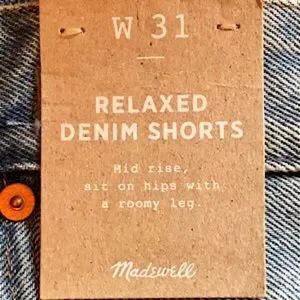 W 31
RELAXED
DENIM SHORTS
Mid rise,
sit on hips with
a roomy leg.
Madewell